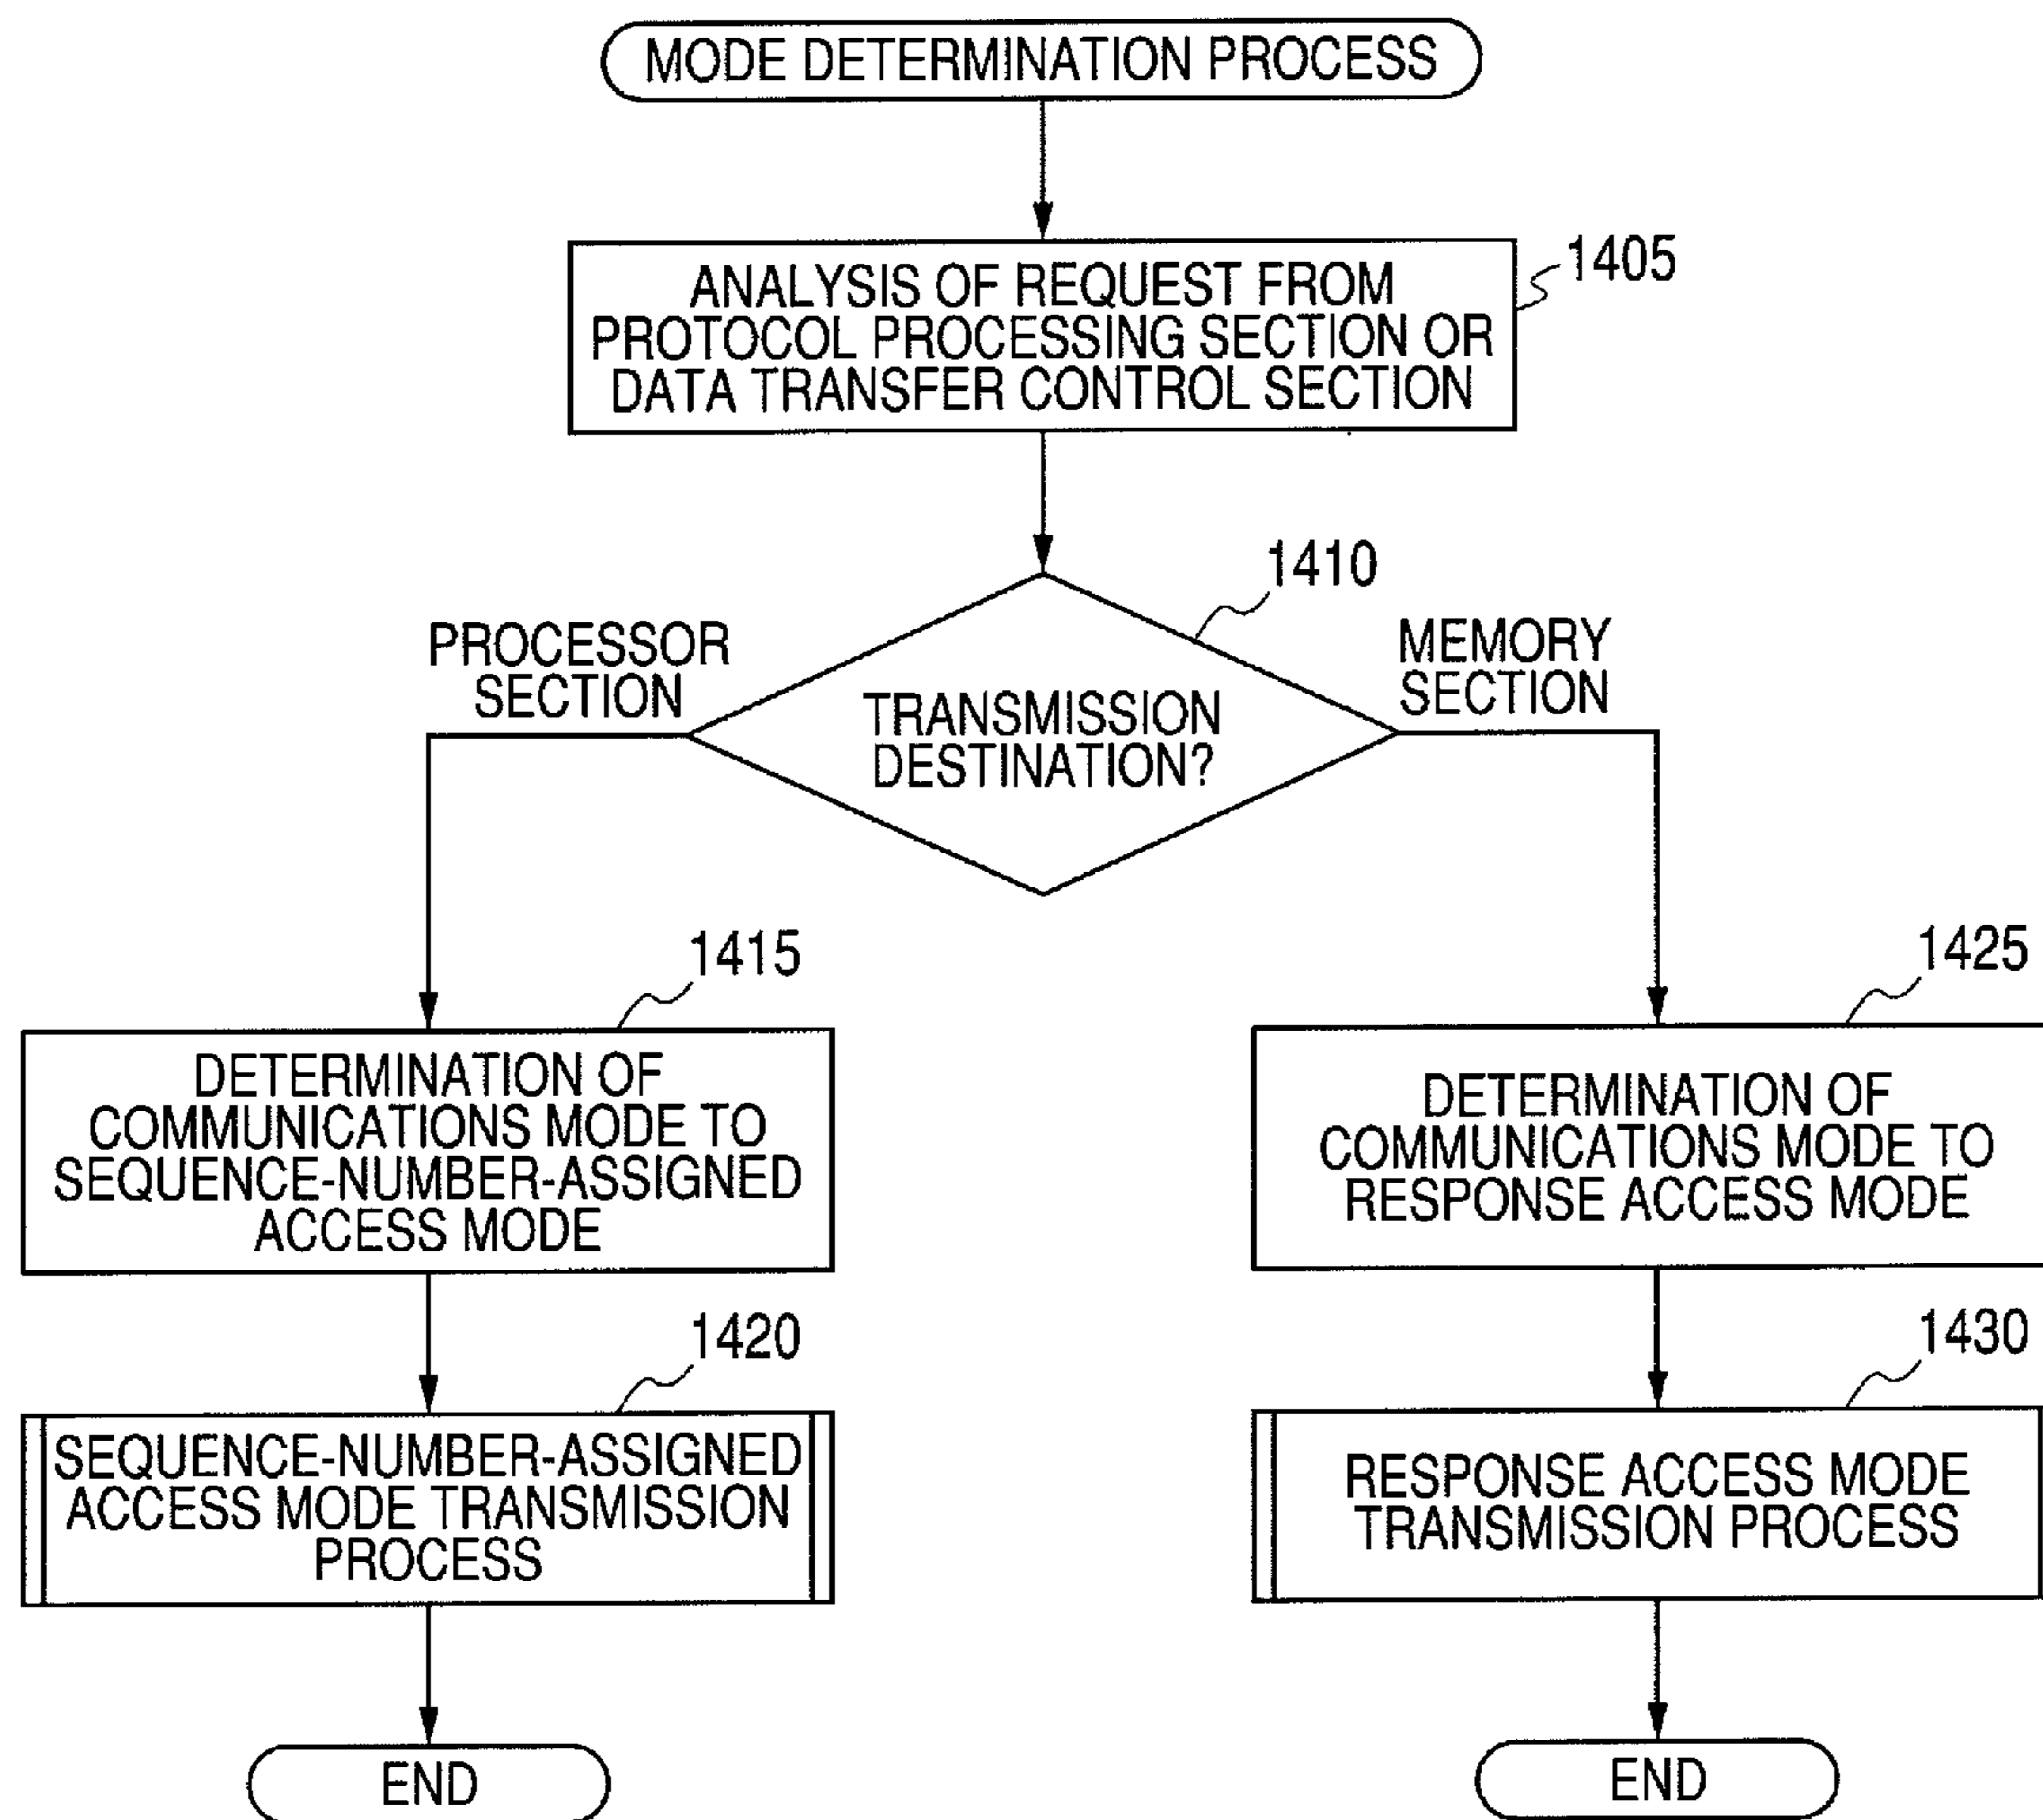 MODE DETERMINATION PROCESS
1405
ANALYSIS OF REQUEST FROM
PROTOCOL PROCESSING SECTION OR
DATA TRANSFER CONTROL SECTION
1410
PROCESSOR
SECTION
TRANSMISSION
DESTINATION?
MEMORY
SECTION
1415
DETERMINATION OF
COMMUNICATIONS MODE TO
SEQUENCE-NUMBER-ASSIGNED
ACCESS MODE
1425
DETERMINATION OF
COMMUNICATIONS MODE TO
RESPONSE ACCESS MODE
1420
SEQUENCE-NUMBER-ASSIGNED
ACCESS MODE TRANSMISSION
PROCESS
1430
RESPONSE ACCESS MODE
TRANSMISSION PROCESS
END
END